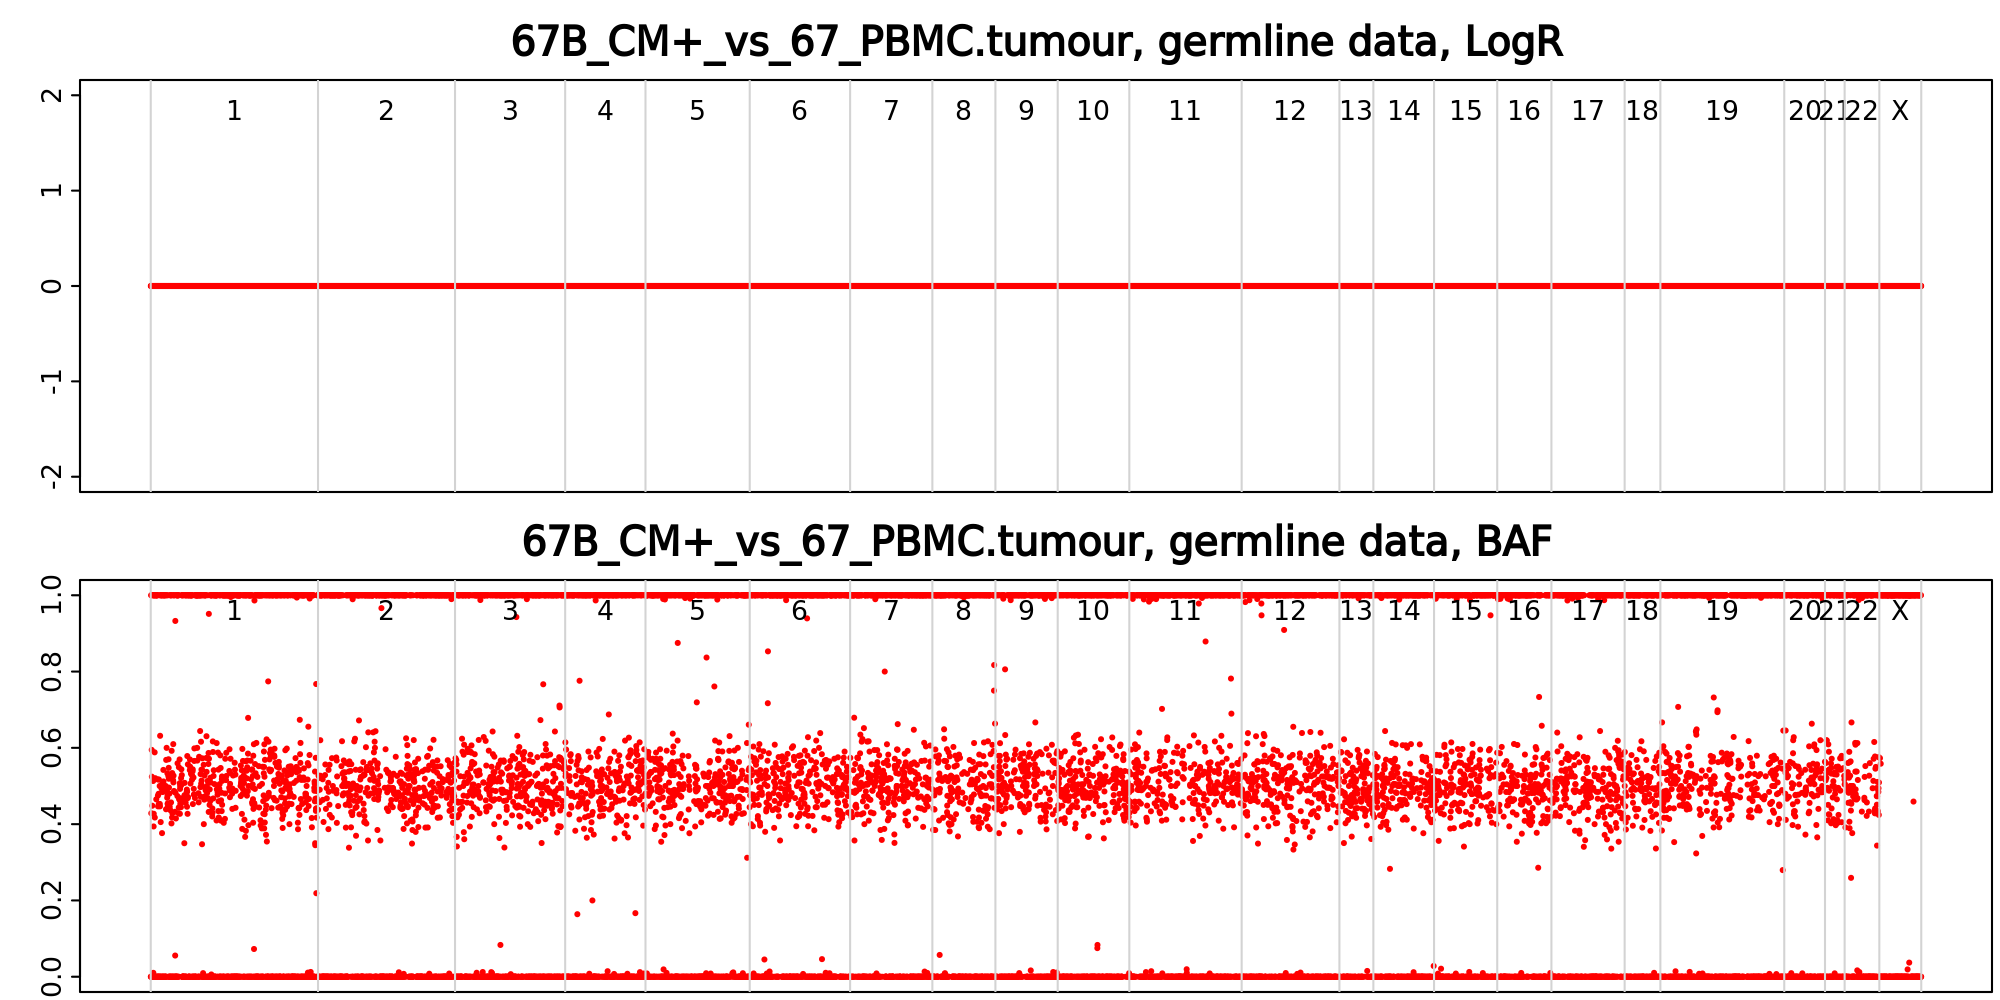 67B_CM+_vs_67_PBMC.tumour, germline data, LogR
2
1
0
-1
-2
1 2 3 4 5 6 7 8 9 10 11 12 13 14 15 16 17 18 19 20 21 22 X
67B_CM+_vs_67_PBMC.tumour, germline data, BAF
1.0
0.8
0.6
0.4
0.2
0.0
1 2 3 4 5 6 7 8 9 10 11 12 13 14 15 16 17 18 19 20 21 22 X